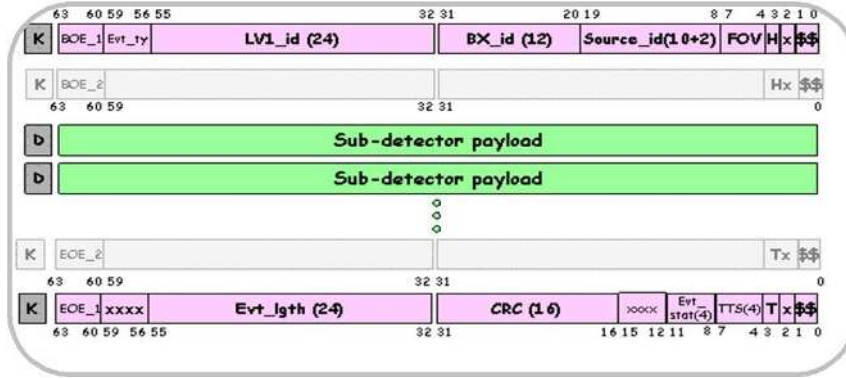 63 60 59 56 55 32 31 20 19 8 7 4 3 2 1 0
K BOE_1 Evt_ty LV1_id (24) BX_id (12) Source_id(10+2) FOV H x $$
K BOE_2 Hx $$
63 60 59 32 31 0
D Sub-detector payload
D Sub-detector payload
K EOE_2 Tx $$
63 60 59 32 31 0
K EOE_1 xxxx Evt_lgth (24) CRC (16) xxxx Evt_stat(4) TTS(4) T x $$
63 60 59 56 55 32 31 16 15 12 11 8 7 4 3 2 1 0